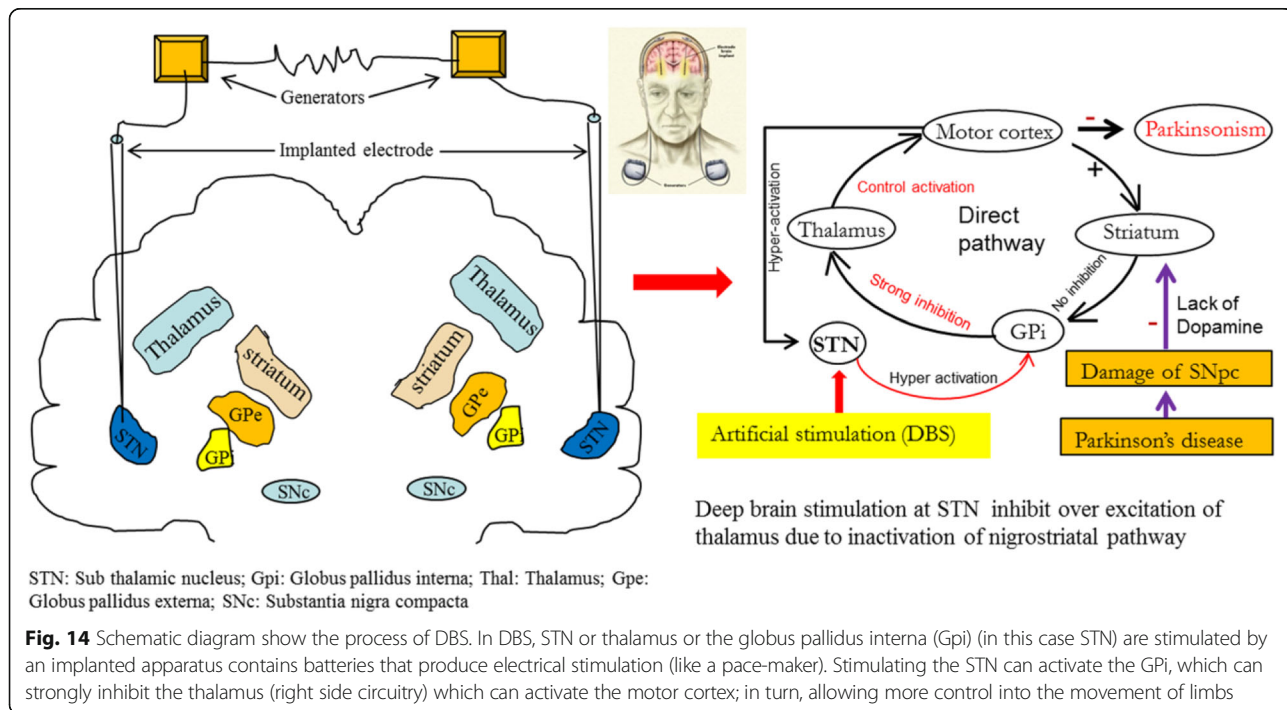 Generators
Implanted electrode
Thalamus
striatum
GPe
GPi
STN
SNc
Thalamus
striatum
GPe
GPi
STN
SNc
STN: Sub thalamic nucleus; Gpi: Globus pallidus interna; Thal: Thalamus; Gpe:
Globus pallidus externa; SNc: Substantia nigra compacta
Electrode
brain
implant
Generators
Motor cortex
-
Parkinsonism
+
Control activation
Hyper-activation
Direct
pathway
Thalamus
Striatum
Strong inhibition
No inhibition
GPi
STN
Hyper activation
-
Lack of
Dopamine
Damage of SNpc
Parkinson's disease
Artificial stimulation (DBS)
Deep brain stimulation at STN inhibit over excitation of
thalamus due to inactivation of nigrostriatal pathway
Fig. 14 Schematic diagram show the process of DBS. In DBS, STN or thalamus or the globus pallidus interna (Gpi) (in this case STN) are stimulated by
an implanted apparatus contains batteries that produce electrical stimulation (like a pace-maker). Stimulating the STN can activate the GPi, which can
strongly inhibit the thalamus (right side circuitry) which can activate the motor cortex; in turn, allowing more control into the movement of limbs